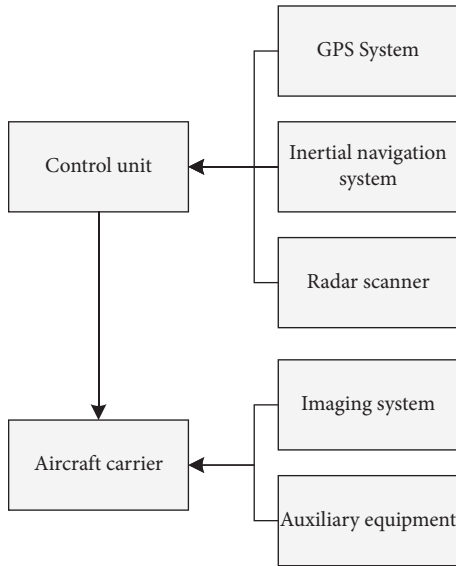 GPS System
Control unit
Inertial navigation
system
Radar scanner
Imaging system
Aircraft carrier
Auxiliary equipment